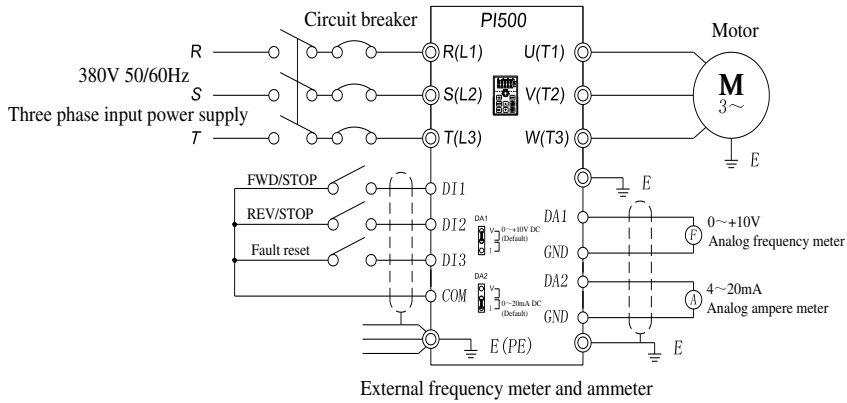 Circuit breaker
PI500
Motor
R
R(L1)
U(T1)
380V 50/60Hz
S
S(L2)
V(T2)
M
3～
Three phase input power supply
T
T(L3)
W(T3)
E
FWD/STOP
DI1
E
REV/STOP
DI2
DA1
V
I
0～+10V DC
(Default)
DA1
0～+10V
F
Analog frequency meter
Fault reset
DI3
GND
DA2
V
I
0～20mA DC
(Default)
DA2
4～20mA
COM
A
Analog ampere meter
GND
E(PE)
E
External frequency meter and ammeter